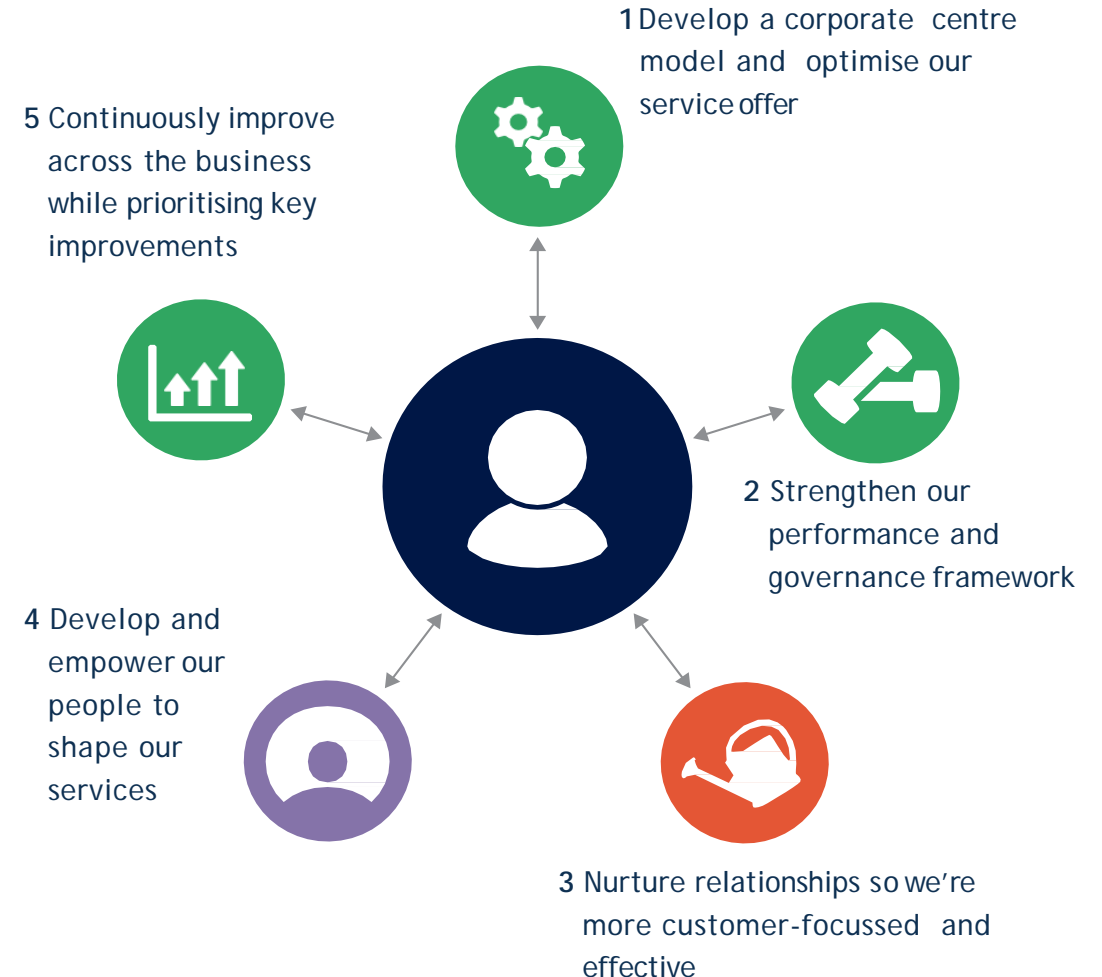 1 Develop a corporate centre
model and optimise our
service offer
2 Strengthen our
performance and
governance framework
3 Nurture relationships so we're
more customer-focussed and
effective
4 Develop and
empower our
people to
shape our
services
5 Continuously improve
across the business
while prioritising key
improvements